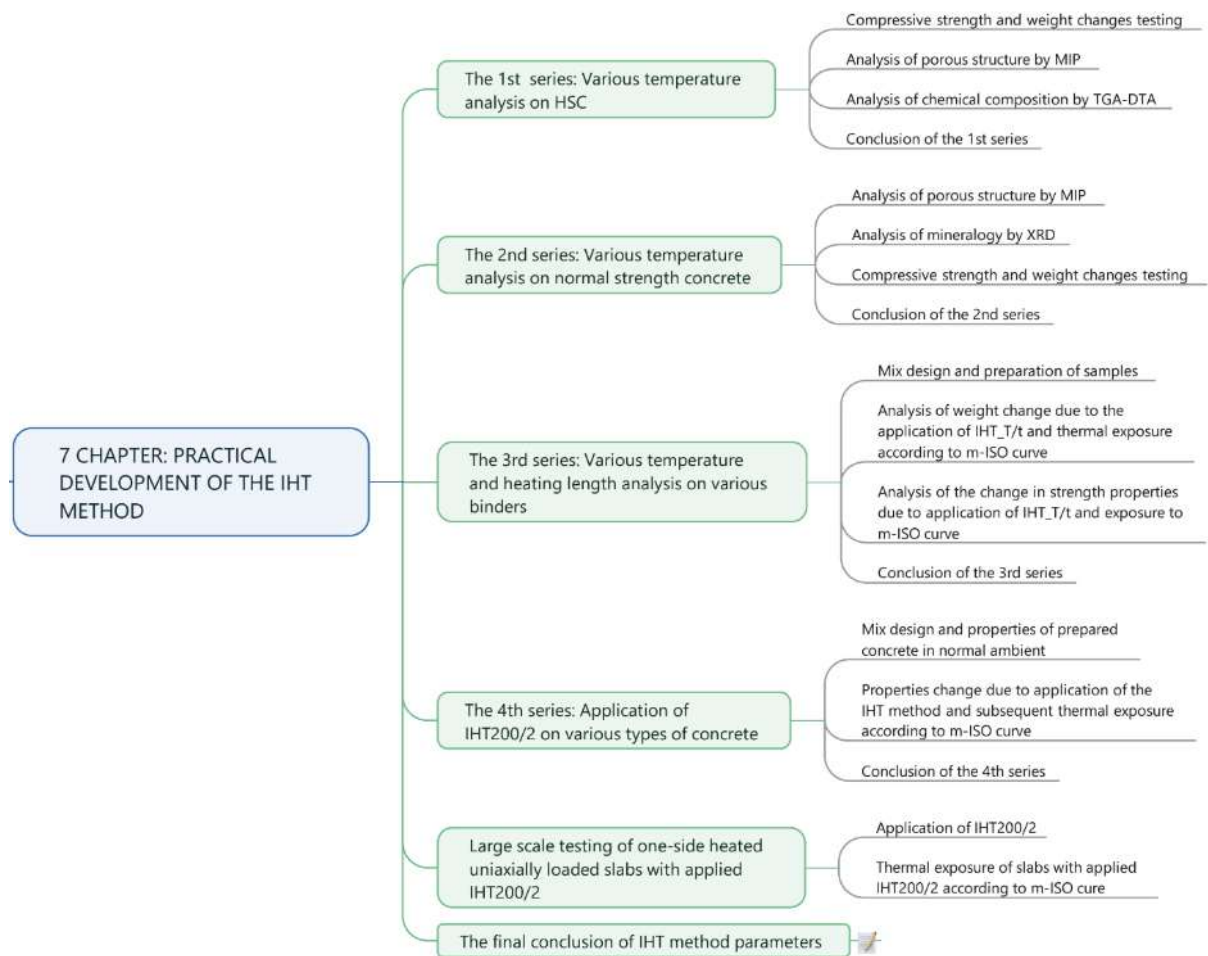 7 CHAPTER: PRACTICAL
DEVELOPMENT OF THE IHT
METHOD
The 1st series: Various temperature
analysis on HSC
Compressive strength and weight changes testing
Analysis of porous structure by MIP
Analysis of chemical composition by TGA-DTA
Conclusion of the 1st series
The 2nd series: Various temperature
analysis on normal strength concrete
Analysis of porous structure by MIP
Analysis of mineralogy by XRD
Compressive strength and weight changes testing
Conclusion of the 2nd series
The 3rd series: Various temperature
and heating length analysis on various
binders
Mix design and preparation of samples
Analysis of weight change due to the
application of IHT_T/t and thermal exposure
according to m-ISO curve
Analysis of the change in strength properties
due to application of IHT_T/t and exposure to
m-ISO curve
Conclusion of the 3rd series
The 4th series: Application of
IHT200/2 on various types of concrete
Mix design and properties of prepared
concrete in normal ambient
Properties change due to application of the
IHT method and subsequent thermal exposure
according to m-ISO curve
Conclusion of the 4th series
Large scale testing of one-side heated
uniaxially loaded slabs with applied
IHT200/2
Application of IHT200/2
Thermal exposure of slabs with applied
IHT200/2 according to m-ISO cure
The final conclusion of IHT method parameters